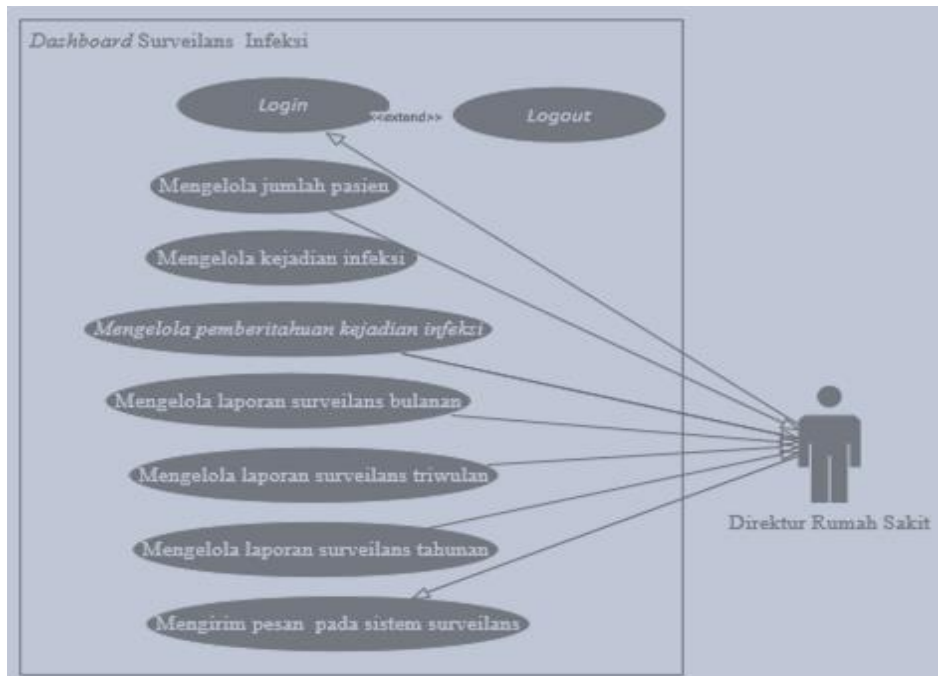 Dashboard Surveilans Infeksi
Login
<<extend>>
Logout
Mengelola jumlah pasien
Mengelola kejadian infeksi
Mengelola pemberitahuan kejadian infeksi
Mengelola laporan surveilans bulanan
Mengelola laporan surveilans triwulan
Mengelola laporan surveilans tahunan
Mengirim pesan pada sistem surveilans
Direktur Rumah Sakit